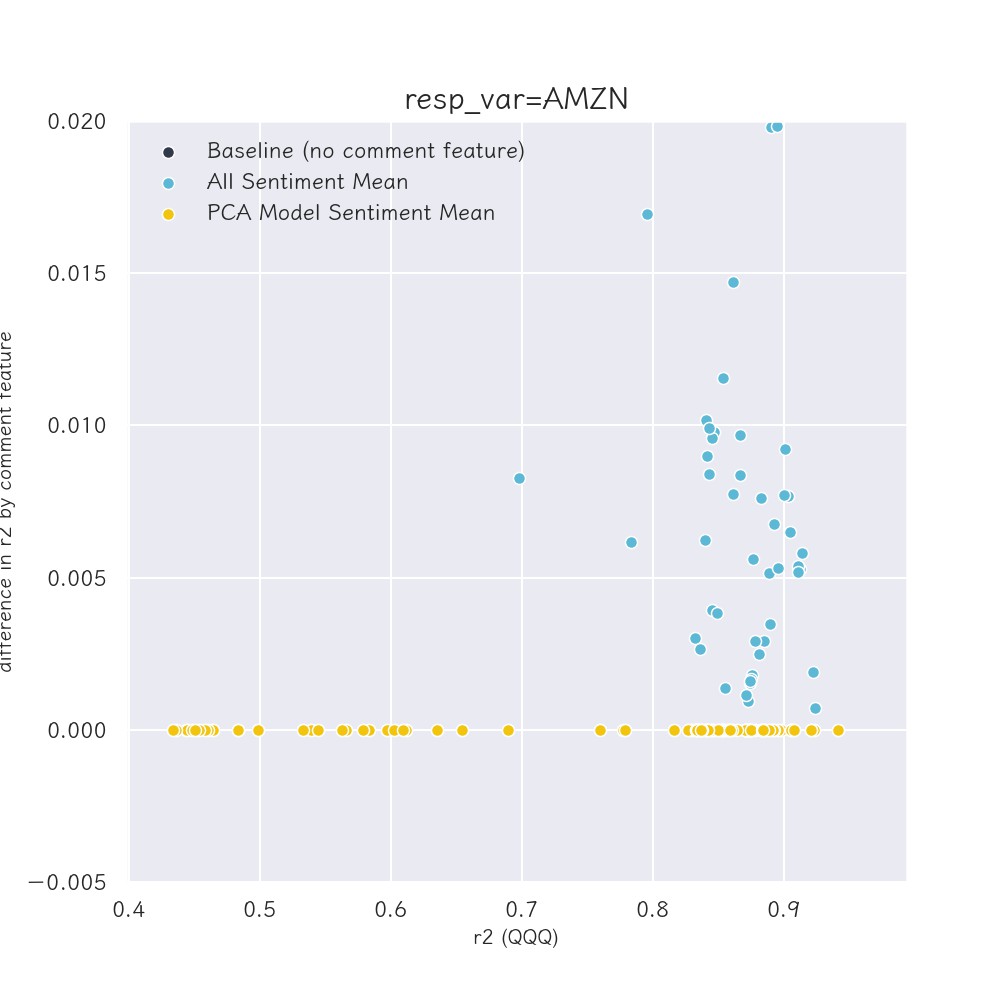 resp_var=AMZN
Baseline (no comment feature)
All Sentiment Mean
PCA Model Sentiment Mean
0.020
0.015
0.010
0.005
0.000
−0.005
difference in r2 by comment feature
0.4 0.5 0.6 0.7 0.8 0.9
r2 (QQQ)